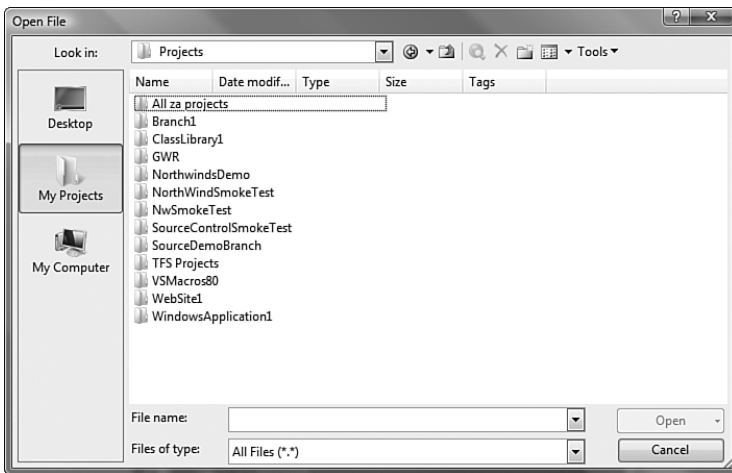 Open File
?
X
Look in:
Projects
Tools
Desktop
My Projects
My Computer
Name Date modif... Type Size Tags
All za projects
Branch1
ClassLibrary1
GWR
NorthwindsDemo
NorthWindSmokeTest
NwSmokeTest
SourceControlSmokeTest
SourceDemoBranch
TFS Projects
VSMacros80
WebSite1
WindowsApplication1
File name:
Open
Files of type:
All Files (*.*)
Cancel